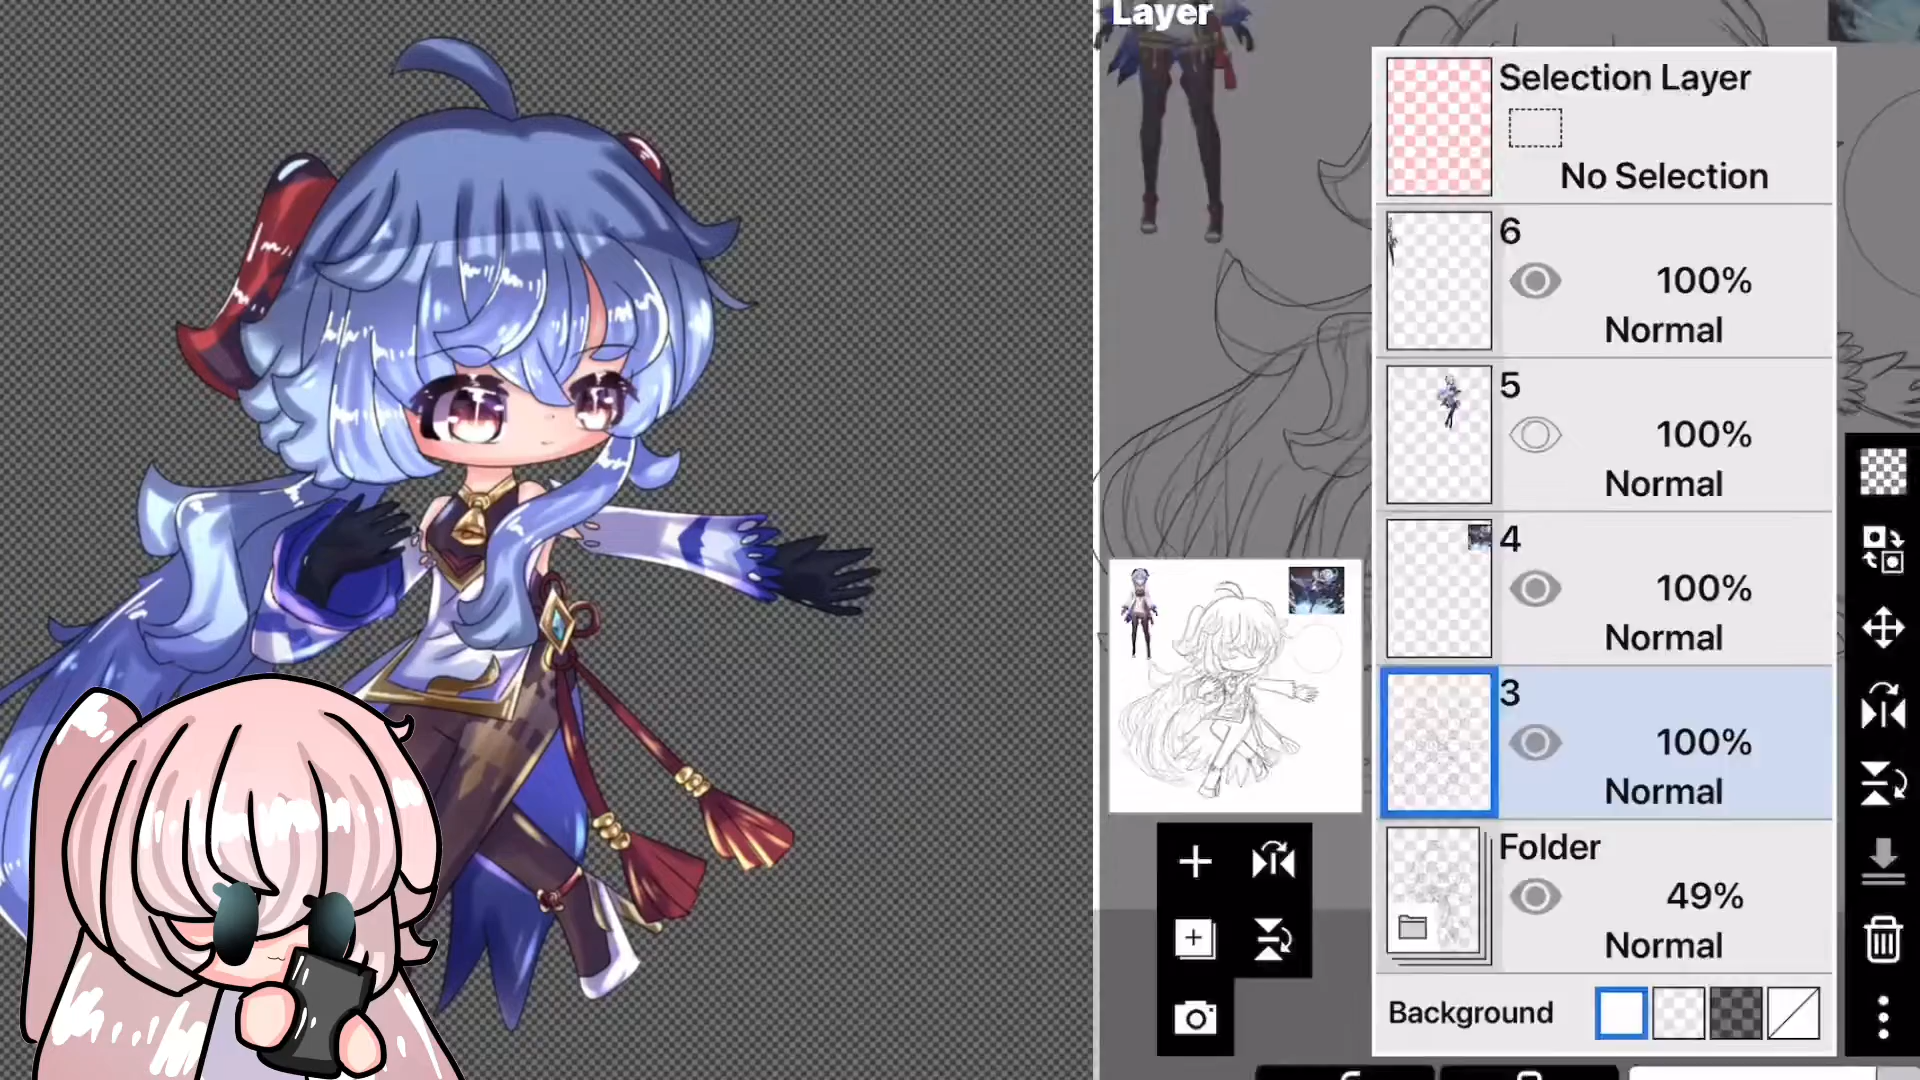 Layer
Selection Layer
No Selection
6
100%
Normal
5
100%
Normal
4
100%
Normal
3
100%
Normal
Folder
49%
Normal
Background